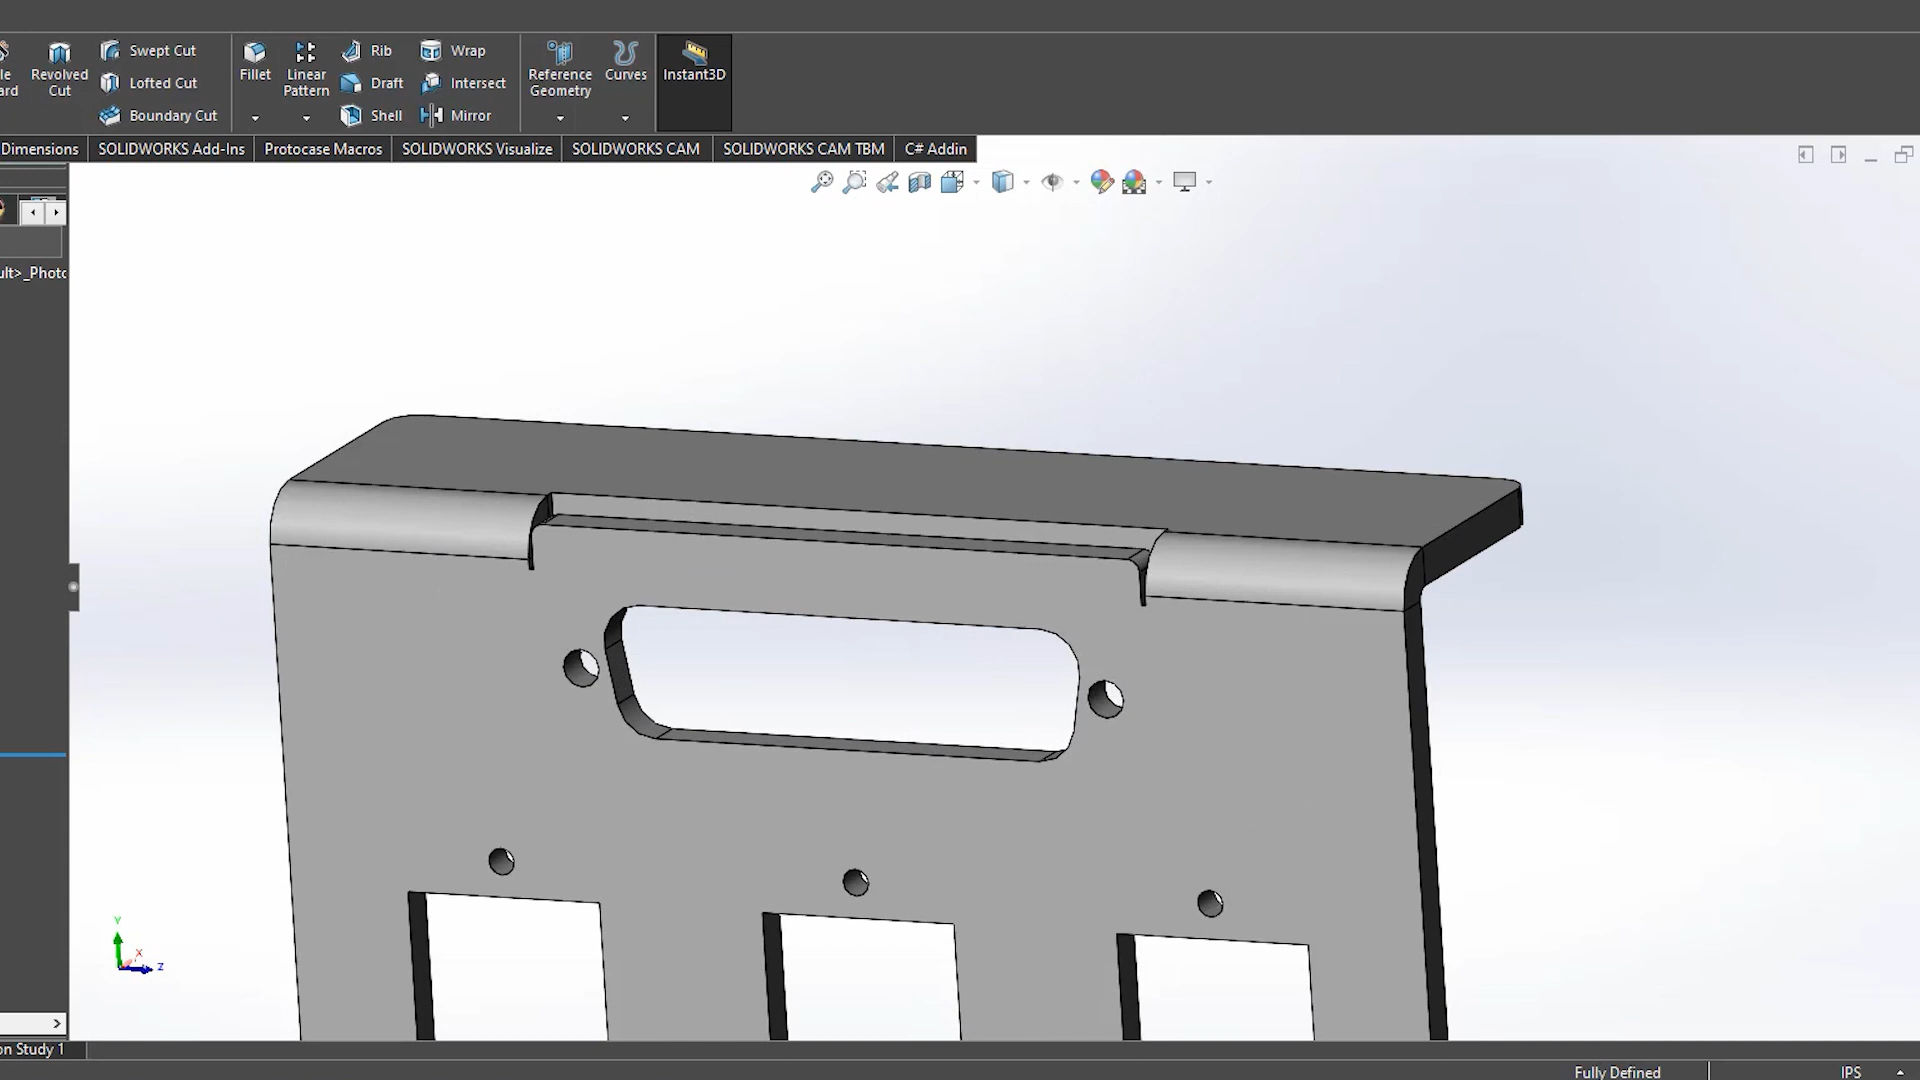 Swept Cut
Lofted Cut
Boundary Cut
le
ard
Revolved
Cut
Fillet
Linear
Pattern
Rib
Draft
Shell
Wrap
Intersect
Mirror
Reference
Geometry
Curves
Instant3D
Dimensions
SOLIDWORKS Add-Ins
Protocase Macros
SOLIDWORKS Visualize
SOLIDWORKS CAM
SOLIDWORKS CAM TBM
C# Addin
ult>_Photo
Y
X
Z
on Study 1
Fully Defined
IPS